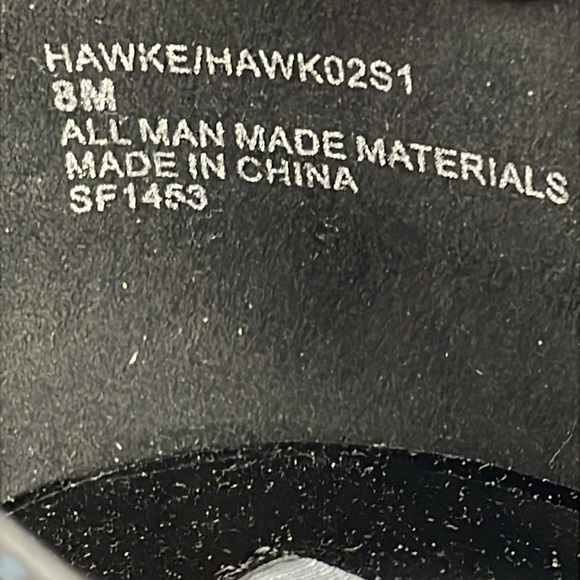 HAWKE/HAWK02S1
8M
ALL MAN MADE MATERIALS
MADE IN CHINA
SF1453